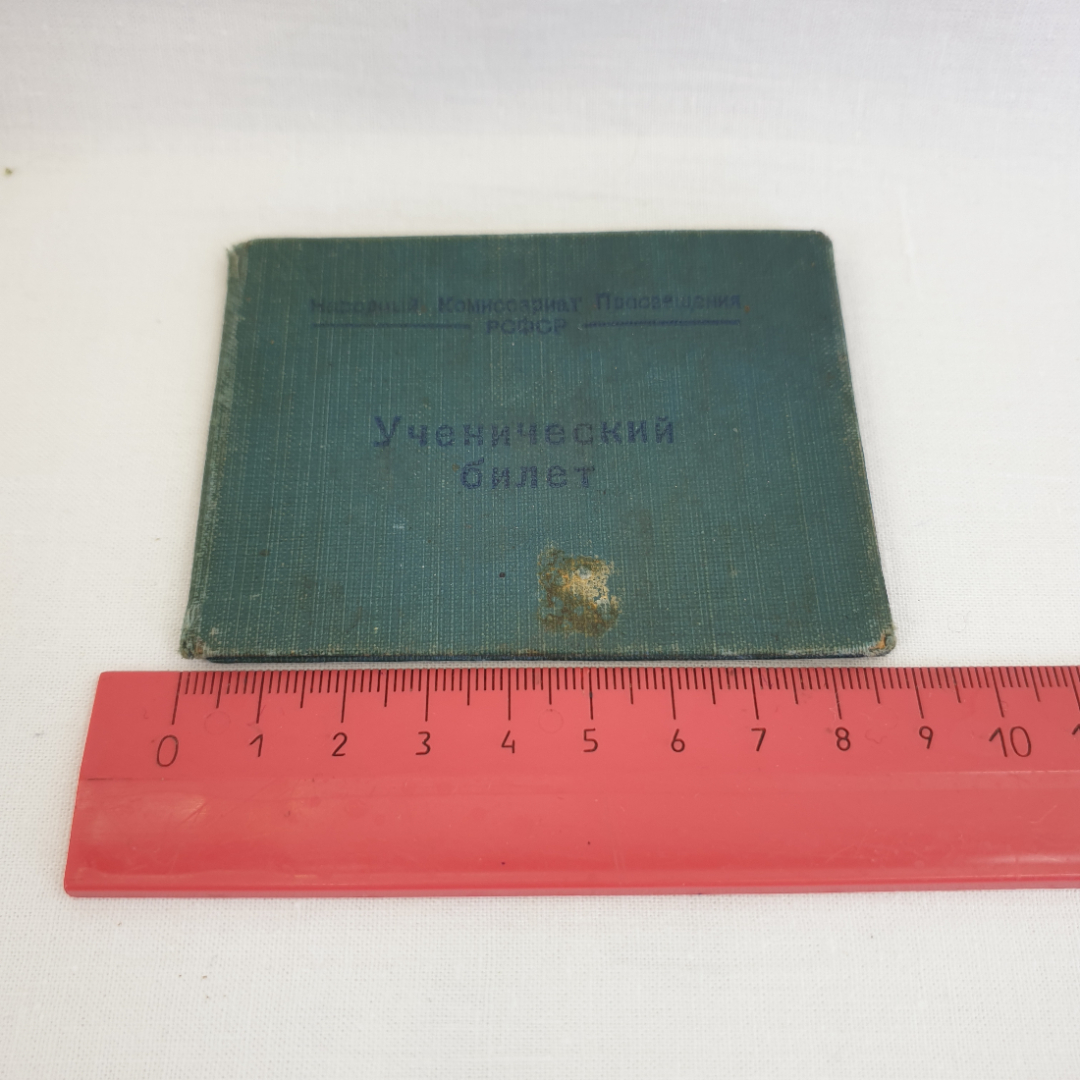 Народный Комиссариат Просвещения
РСФСР
Ученический
билет
0 1 2 3 4 5 6 7 8 9 10